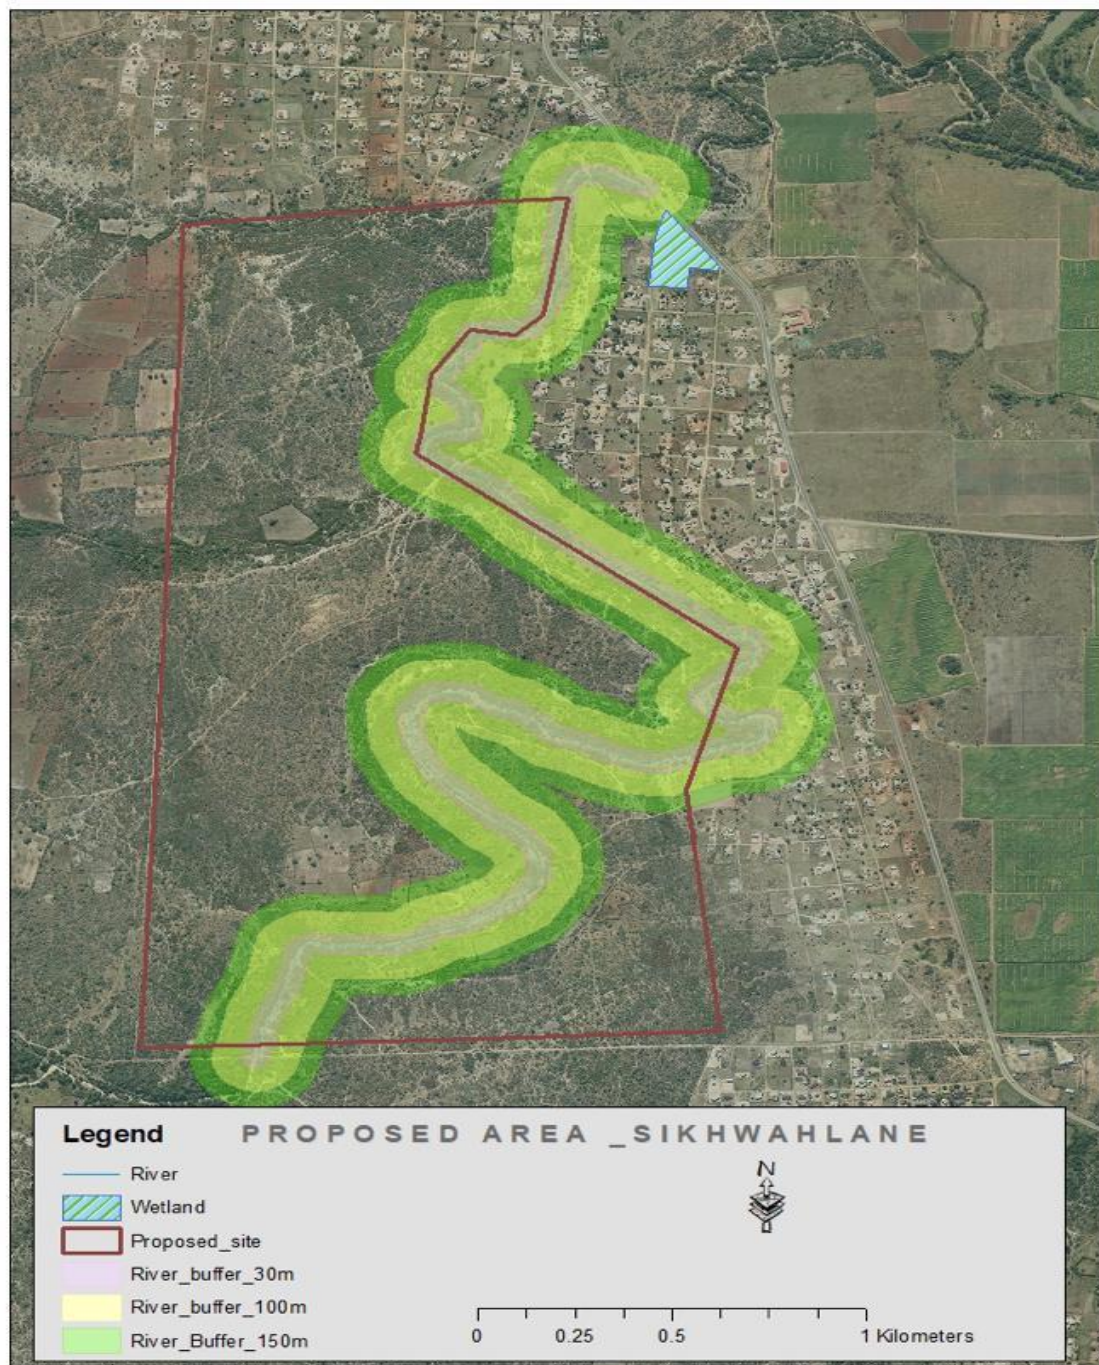 Legend PROPOSED AREA _SIKHWAHLANE
River
Wetland
Proposed_site
River_buffer_30m
River_buffer_100m
River_Buffer_150m
N
0 0.25 0.5 1 Kilometers